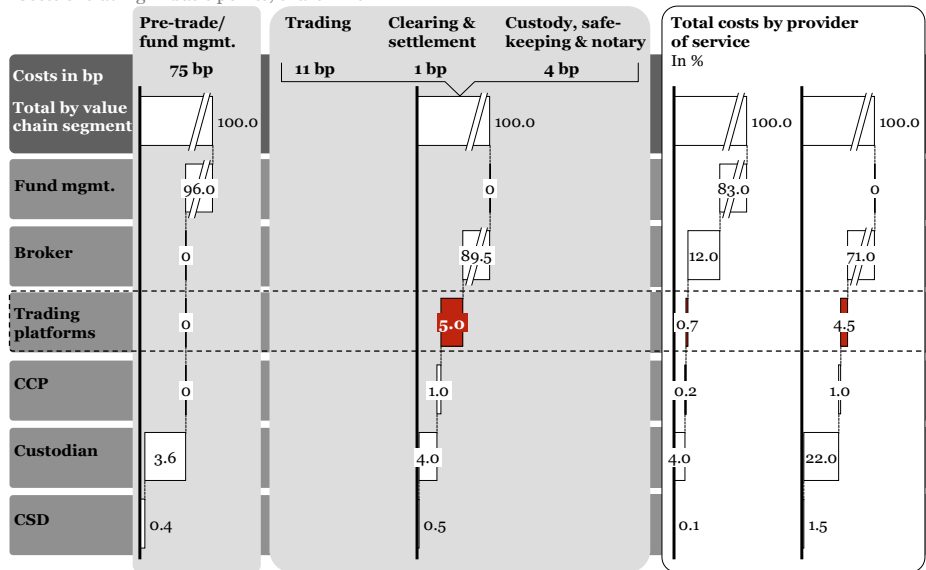 Pre-trade/
fund mgmt.
Trading
Clearing &
settlement
Custody, safe-
keeping & notary
Total costs by provider
of service
In %
Costs in bp
75 bp
11 bp
1 bp
4 bp
Total by value
chain segment
100.0
100.0
100.0
100.0
Fund mgmt.
96.0
0
83.0
0
Broker
0
89.5
12.0
71.0
Trading
platforms
0
5.0
0.7
4.5
CCP
0
1.0
0.2
1.0
Custodian
3.6
4.0
4.0
22.0
CSD
0.4
0.5
0.1
1.5